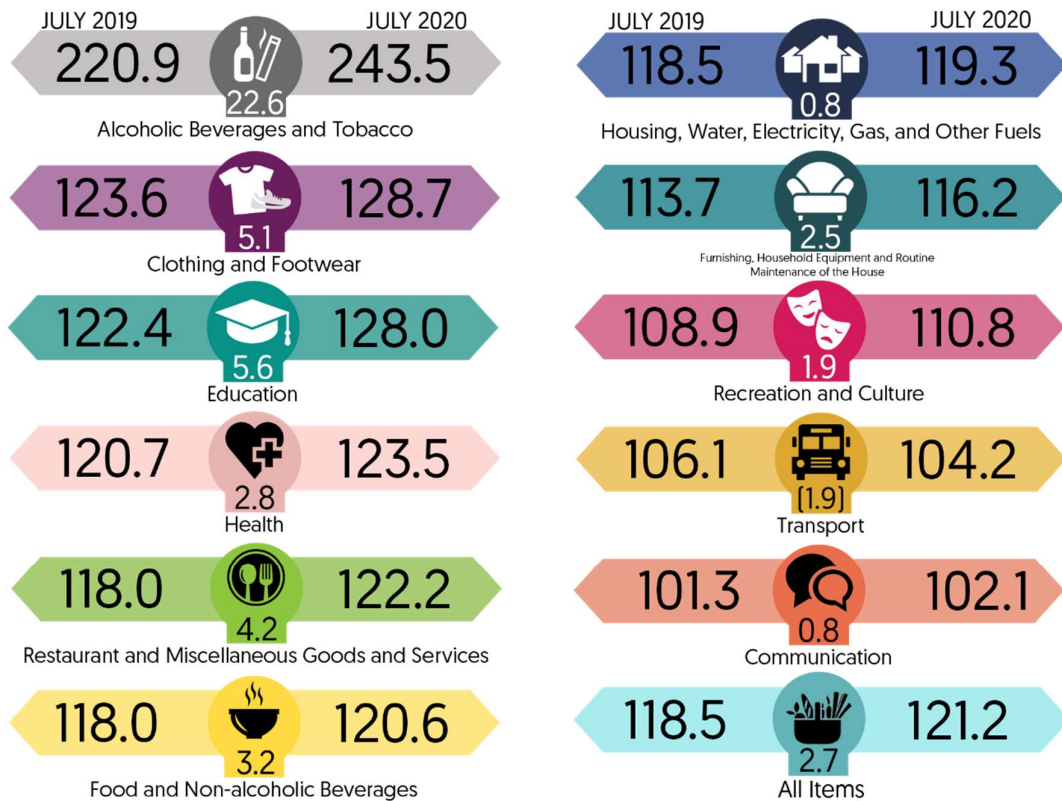 JULY 2019
JULY 2020
220.9
243.5
22.6
Alcoholic Beverages and Tobacco
123.6
128.7
5.1
Clothing and Footwear
122.4
128.0
5.6
Education
120.7
123.5
2.8
Health
118.0
122.2
4.2
Restaurant and Miscellaneous Goods and Services
118.0
120.6
3.2
Food and Non-alcoholic Beverages
JULY 2019
JULY 2020
118.5
119.3
0.8
Housing, Water, Electricity, Gas, and Other Fuels
113.7
116.2
2.5
Furnishing, Household Equipment and Routine
Maintenance of the House
108.9
110.8
1.9
Recreation and Culture
106.1
104.2
(1.9)
Transport
101.3
102.1
0.8
Communication
118.5
121.2
2.7
All Items